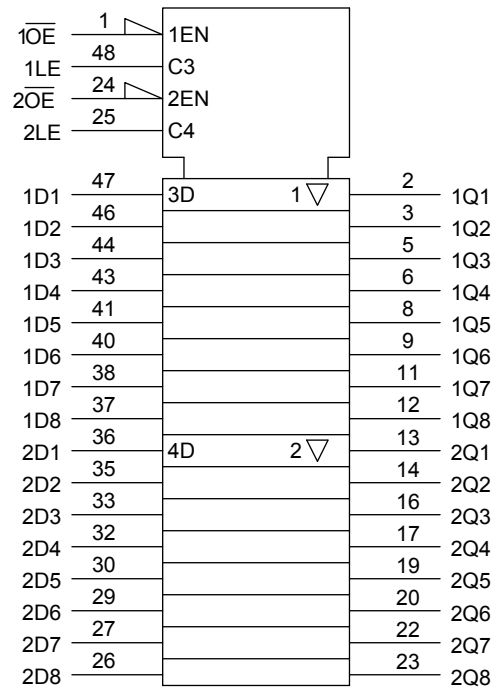 1O̅E̅ 1 1EN
1LE 48 C3
2O̅E̅ 24 2EN
2LE 25 C4
1D1 47 3D 1 ▽ 2 1Q1
1D2 46 3 1Q2
1D3 44 5 1Q3
1D4 43 6 1Q4
1D5 41 8 1Q5
1D6 40 9 1Q6
1D7 38 11 1Q7
1D8 37 12 1Q8
2D1 36 4D 2 ▽ 13 2Q1
2D2 35 14 2Q2
2D3 33 16 2Q3
2D4 32 17 2Q4
2D5 30 19 2Q5
2D6 29 20 2Q6
2D7 27 22 2Q7
2D8 26 23 2Q8